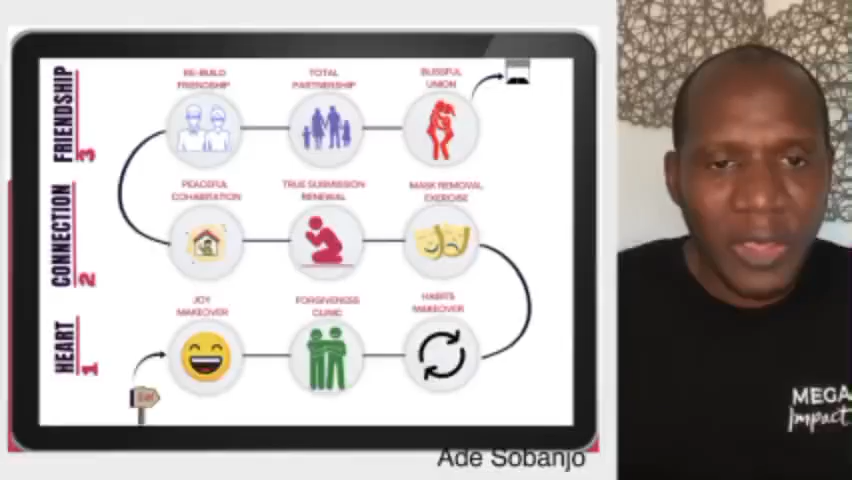 FRIENDSHIP
3
RE-BUILD
FRIENDSHIP
TOTAL
PARTNERSHIP
BLISSFUL
UNION
CONNECTION
2
PEACEFUL
COHABITATION
TRUE SUBMISSION
RENEWAL
MASK REMOVAL
EXERCISE
HEART
1
JOY
MAKEOVER
FORGIVENESS
CLINIC
HABITS
MAKEOVER
MEGA
Impact
Ade Sobanjo